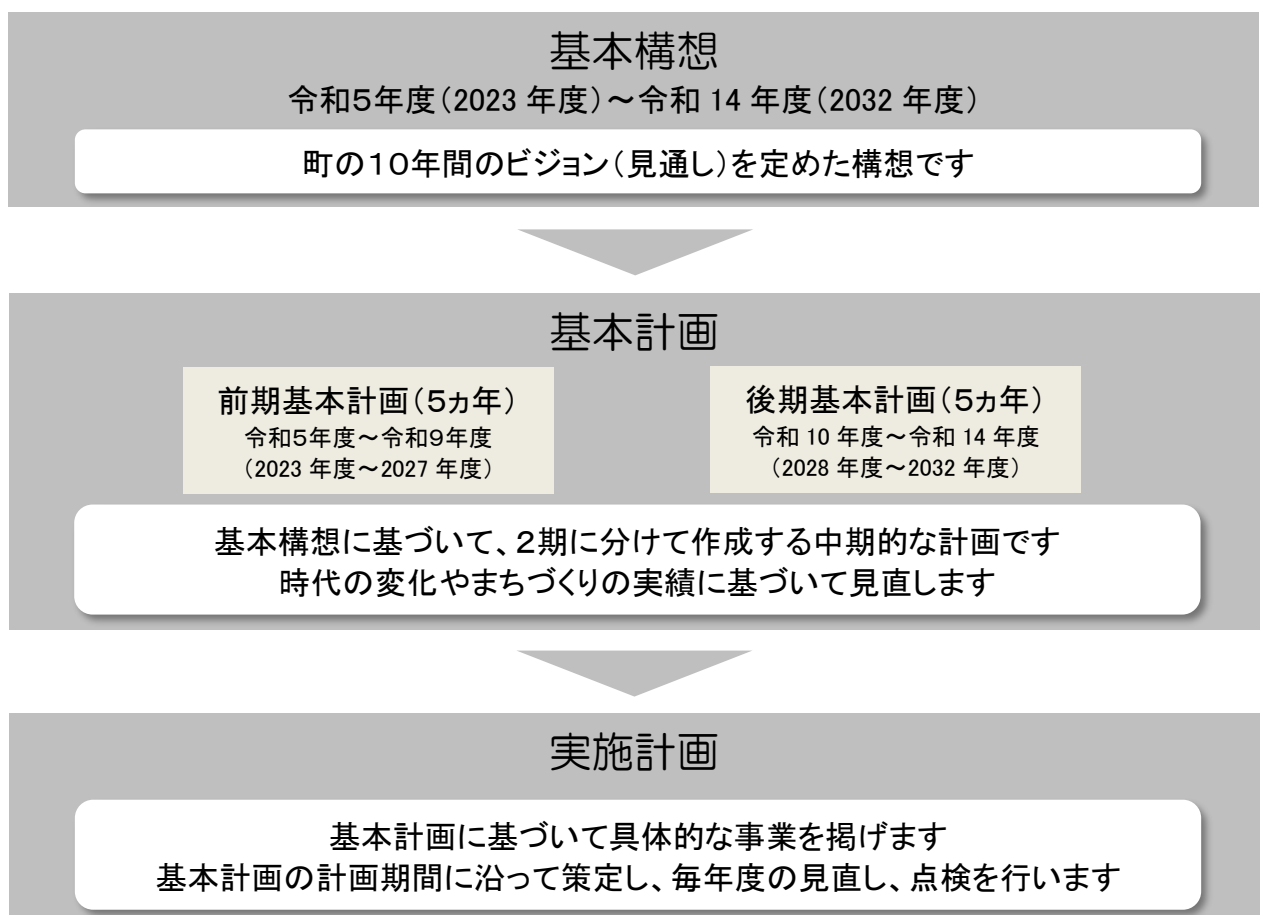 基本構想
令和5年度（2023 年度）～令和 14 年度（2032 年度）
町の10年間のビジョン（見通し）を定めた構想です
基本計画
前期基本計画（5ヵ年）
令和5年度～令和9年度
（2023 年度～2027 年度）
後期基本計画（5ヵ年）
令和 10 年度～令和 14 年度
（2028 年度～2032 年度）
基本構想に基づいて、2期に分けて作成する中期的な計画です
時代の変化やまちづくりの実績に基づいて見直します
実施計画
基本計画に基づいて具体的な事業を掲げます
基本計画の計画期間に沿って策定し、毎年度の見直し、点検を行います